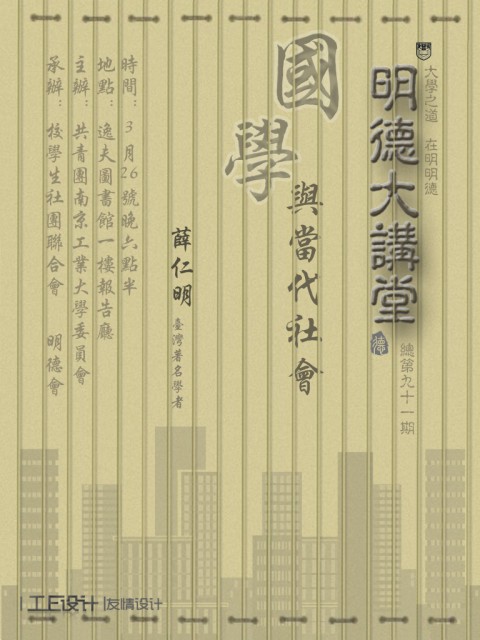 大學之道 在明明德
明德大講堂
德
總第九十一期
國學
與當代社會
薛仁明
臺灣著名學者
時間：3月26號晚六點半
地點：逸夫圖書館一樓報告廳
主辦：共青團南京工業大學委員會
承辦：校學生社團聯合會 明德會
工E设计 友情设计